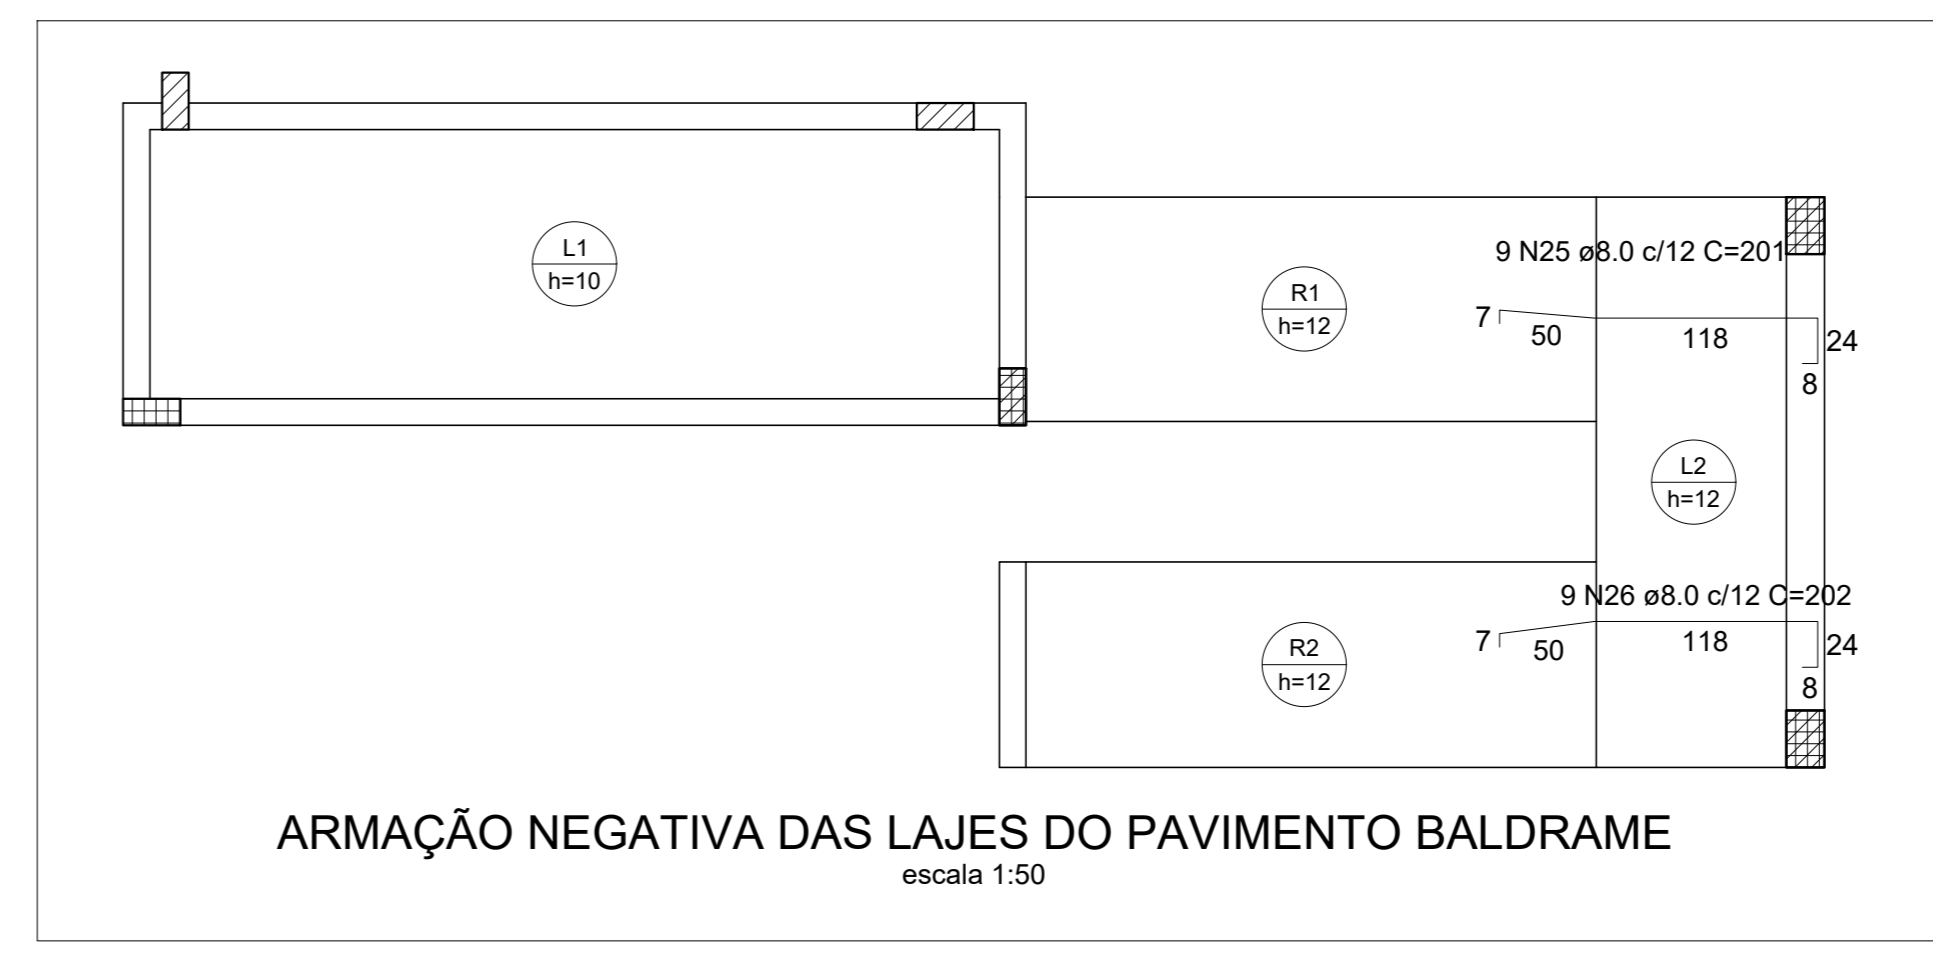 L1
h=10
9 N25 ø8.0 c/12 C=201
R1
h=12
7
50
118
24
8
L2
h=12
9 N26 ø8.0 c/12 C=202
R2
h=12
7
50
118
24
8
ARMAÇÃO NEGATIVA DAS LAJES DO PAVIMENTO BALDRAME
escala 1:50